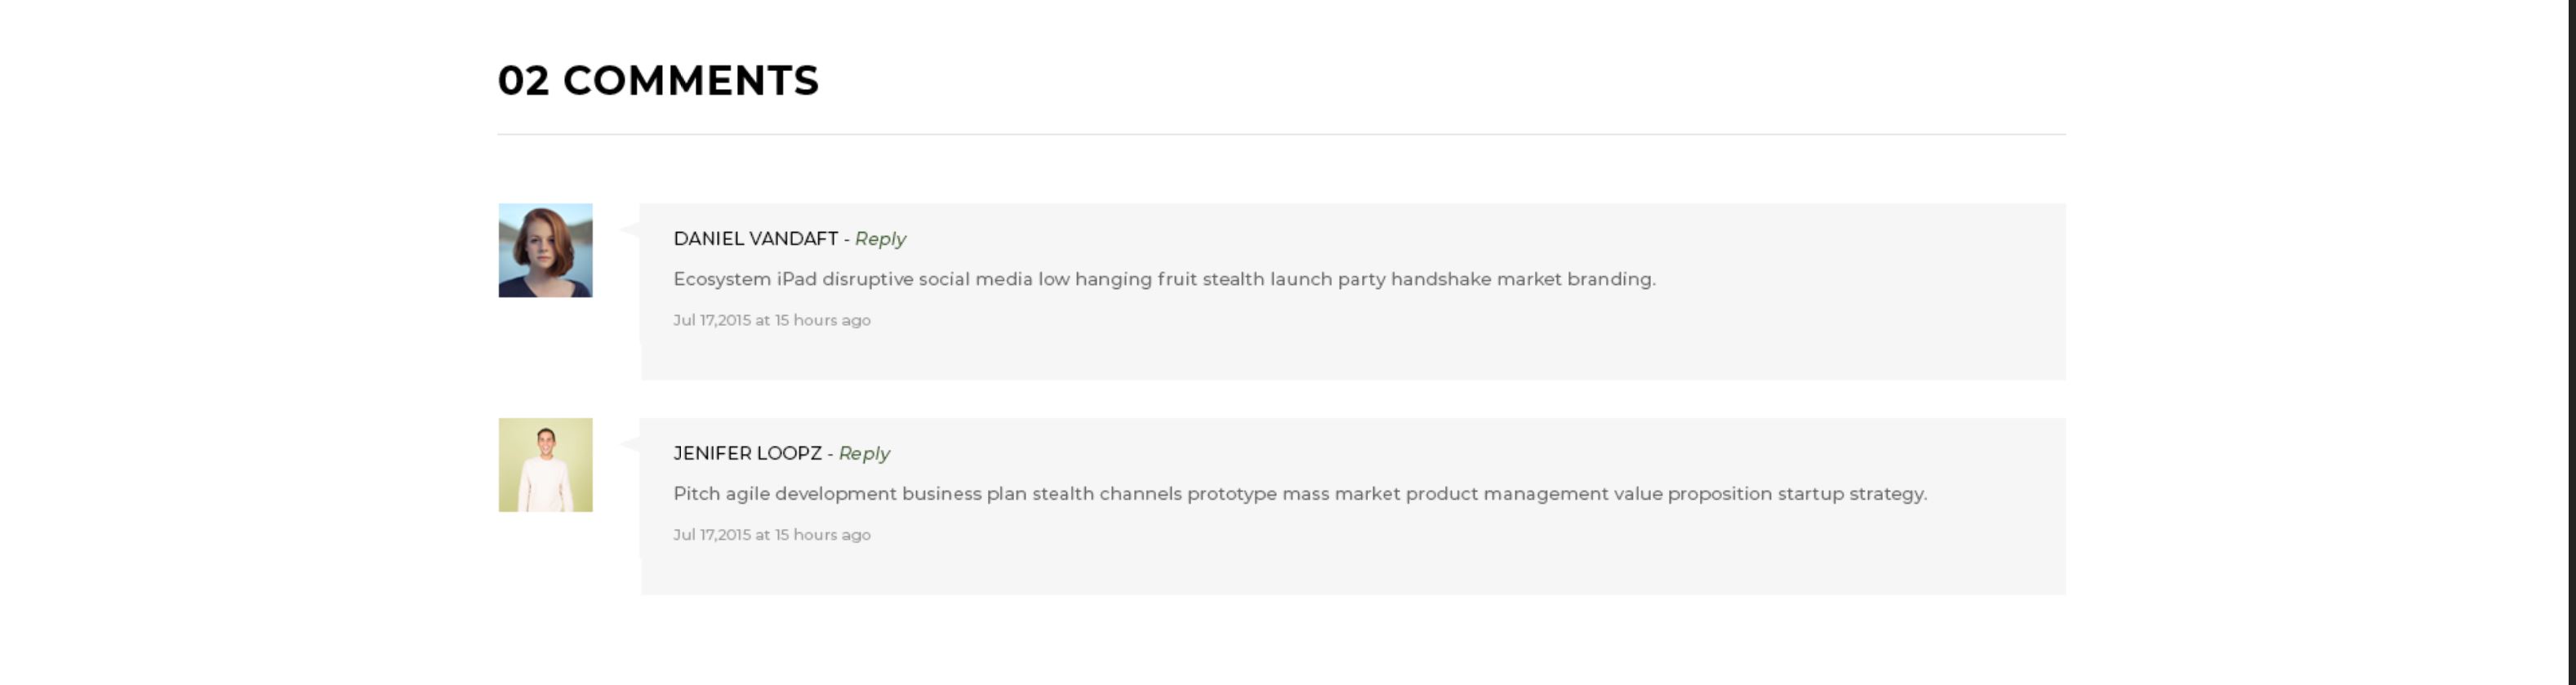 02 COMMENTS
DANIEL VANDAFT - Reply
Ecosystem iPad disruptive social media low hanging fruit stealth launch party handshake market branding.
Jul 17,2015 at 15 hours ago
JENIFER LOOPZ - Reply
Pitch agile development business plan stealth channels prototype mass market product management value proposition startup strategy.
Jul 17,2015 at 15 hours ago